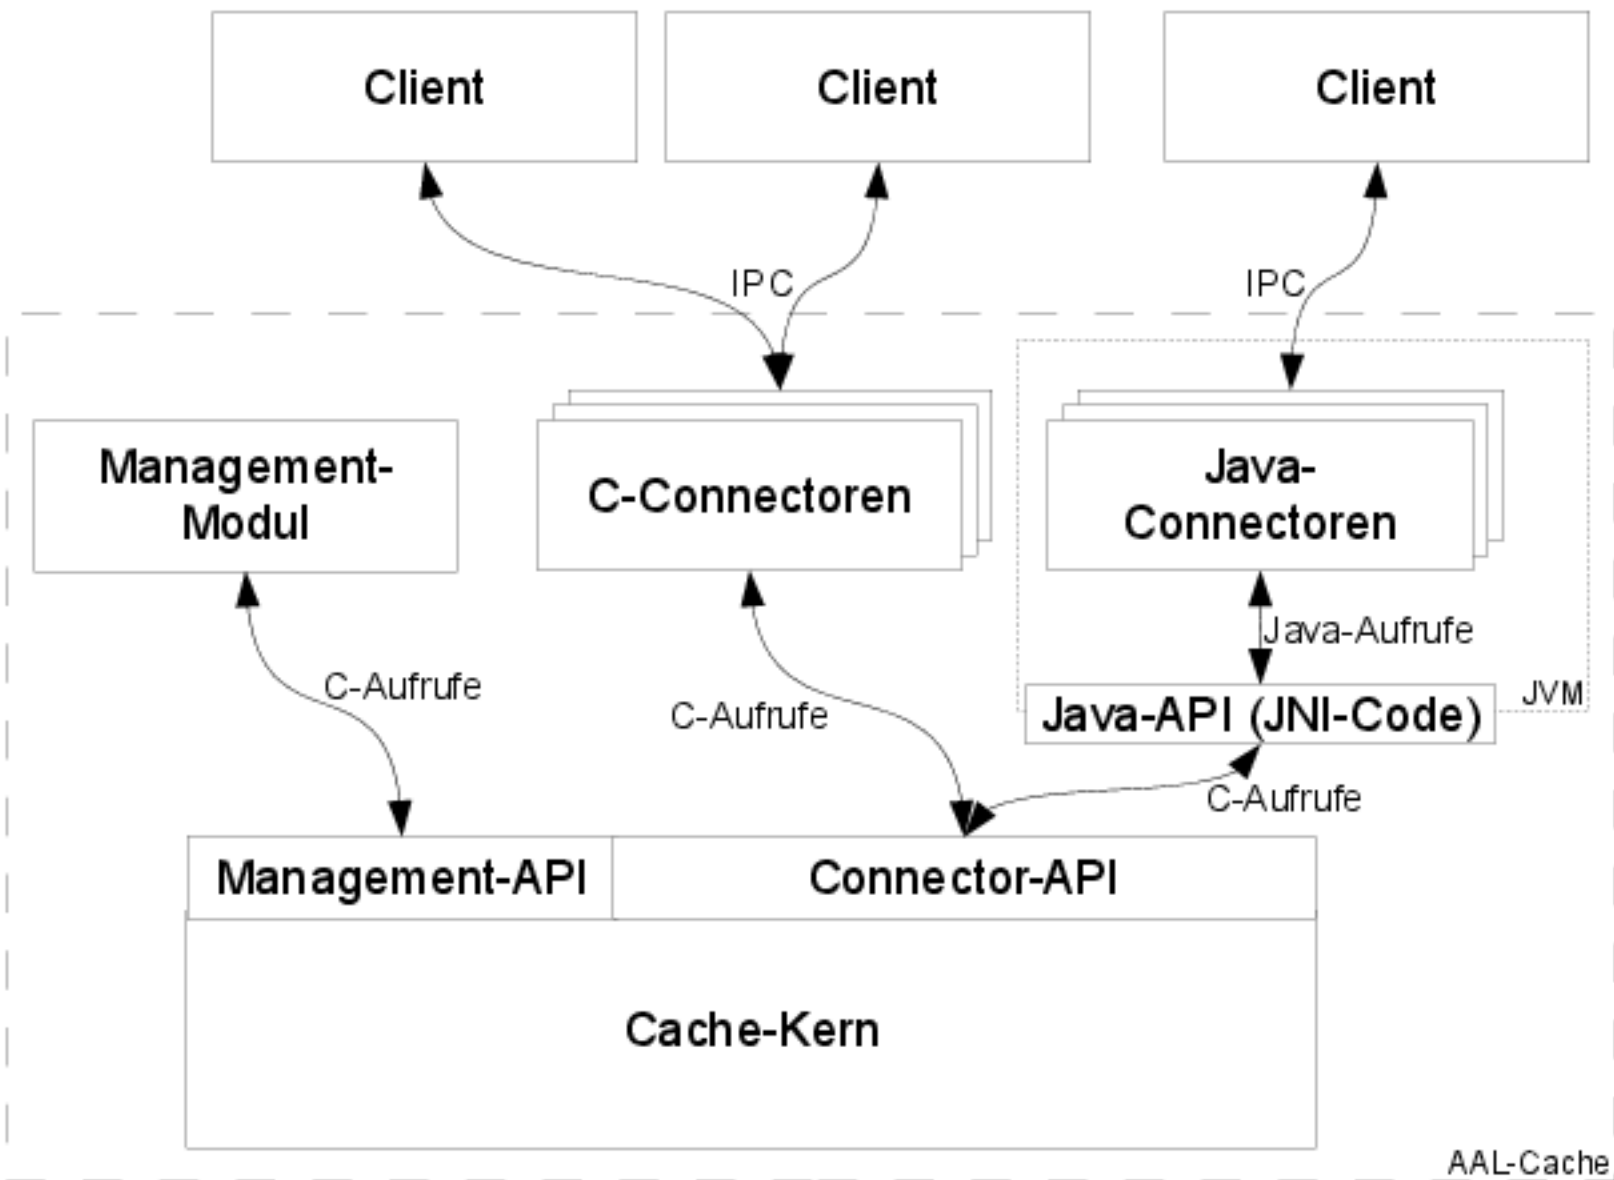 Client
Client
Client
IPC
IPC
Management-
Modul
C-Connectoren
Java-
Connectoren
Java-Aufrufe
C-Aufrufe
C-Aufrufe
JVM
Java-API (JNI-Code)
C-Aufrufe
Management-API
Connector-API
Cache-Kern
AAL-Cache